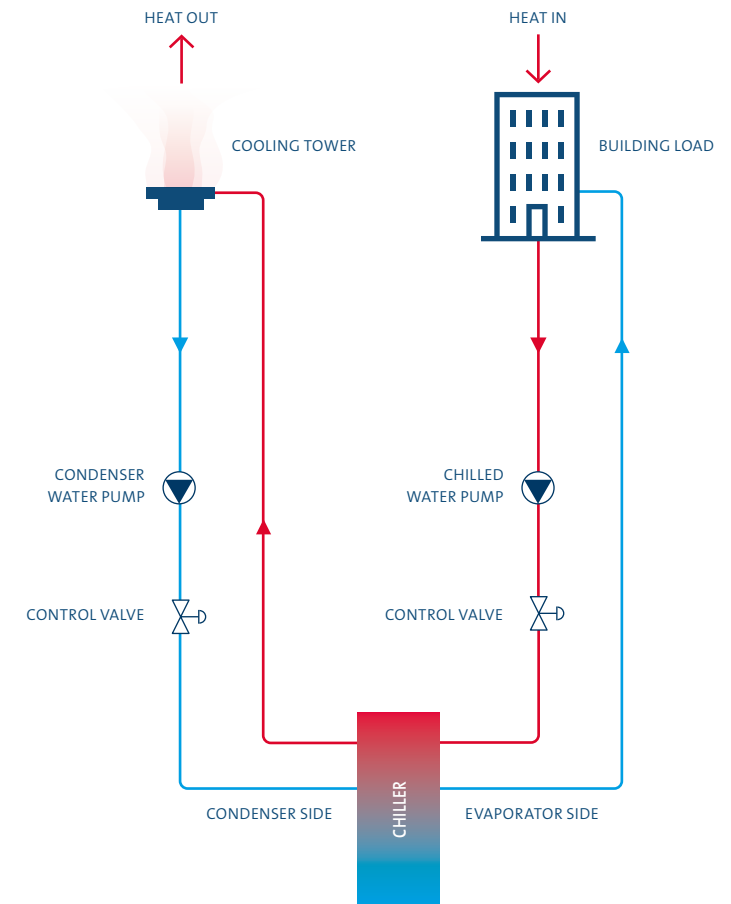 HEAT OUT
HEAT IN
COOLING TOWER
BUILDING LOAD
CONDENSER
WATER PUMP
CHILLED
WATER PUMP
CONTROL VALVE
CONTROL VALVE
CHILLER
CONDENSER SIDE
EVAPORATOR SIDE